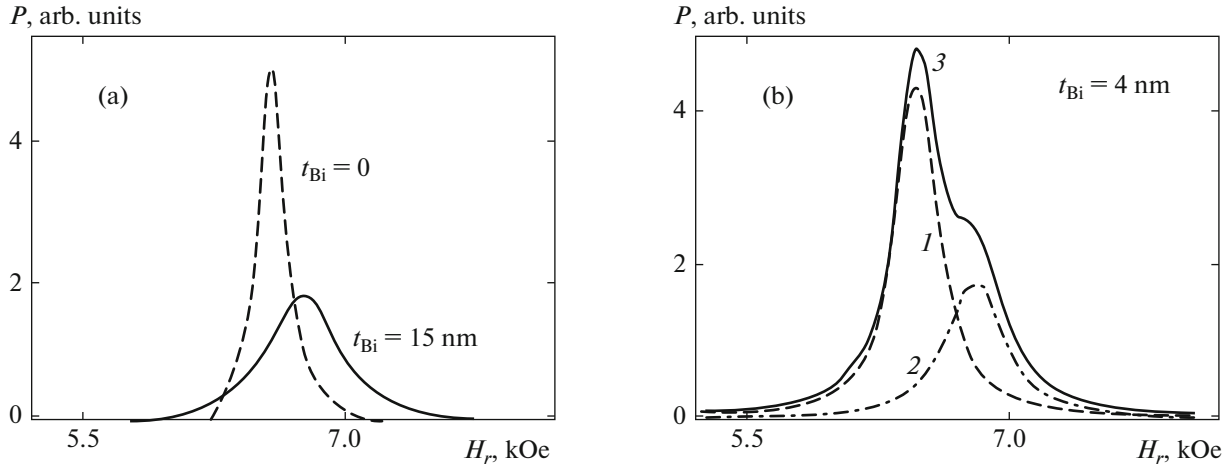 P, arb. units
(a)
4
t_Bi = 0
2
t_Bi = 15 nm
0
5.5 7.0 H_r, kOe
P, arb. units
(b)
3
t_Bi = 4 nm
4
1
2
2
0
5.5 7.0 H_r, kOe